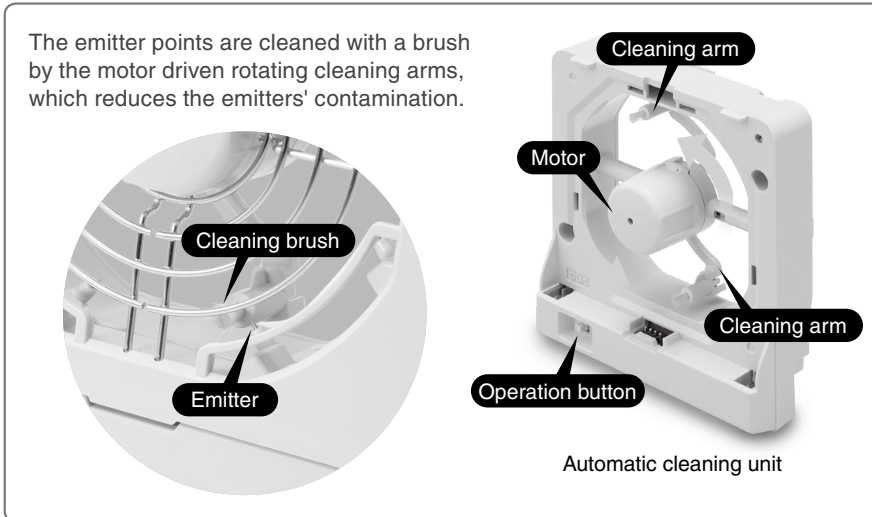 The emitter points are cleaned with a brush
by the motor driven rotating cleaning arms,
which reduces the emitters' contamination.
Cleaning brush
Emitter
Cleaning arm
Motor
Cleaning arm
Operation button
Automatic cleaning unit